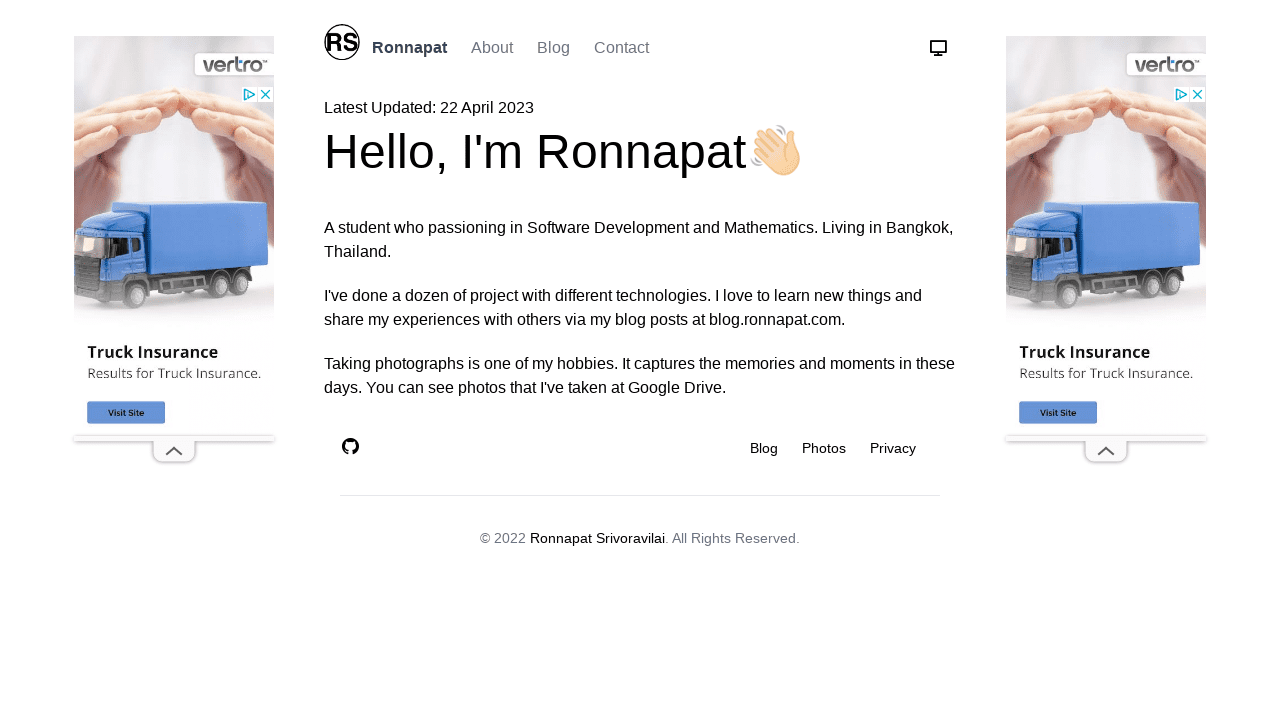 vertro™
Truck Insurance
Results for Truck Insurance.
Visit Site
RS
Ronnapat
About
Blog
Contact
Latest Updated: 22 April 2023
Hello, I'm Ronnapat
A student who passioning in Software Development and Mathematics. Living in Bangkok,
Thailand.
I've done a dozen of project with different technologies. I love to learn new things and
share my experiences with others via my blog posts at blog.ronnapat.com.
Taking photographs is one of my hobbies. It captures the memories and moments in these
days. You can see photos that I've taken at Google Drive.
Blog
Photos
Privacy
© 2022 Ronnapat Srivoravilai. All Rights Reserved.
vertro™
Truck Insurance
Results for Truck Insurance.
Visit Site